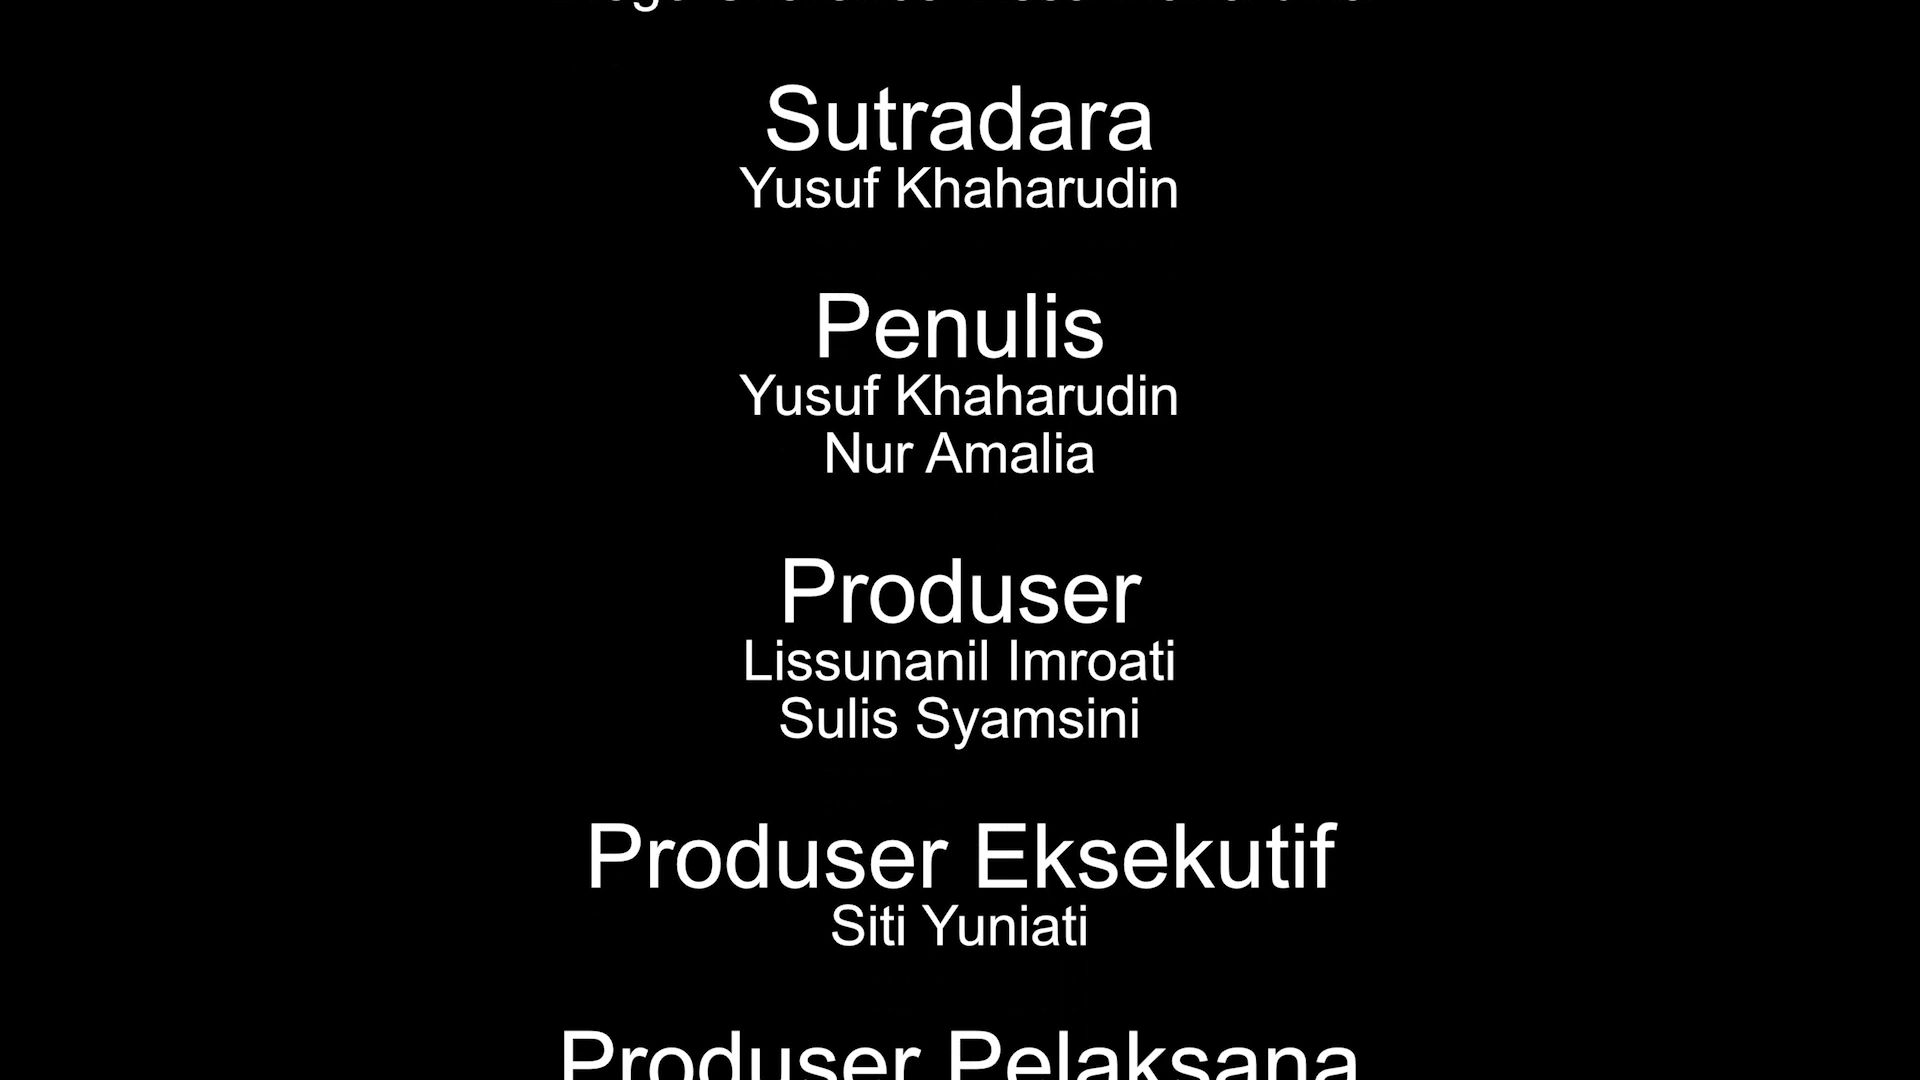 Sutradara
Yusuf Khaharudin
Penulis
Yusuf Khaharudin
Nur Amalia
Produser
Lissunanil Imroati
Sulis Syamsini
Produser Eksekutif
Siti Yuniati
Produser Pelaksana